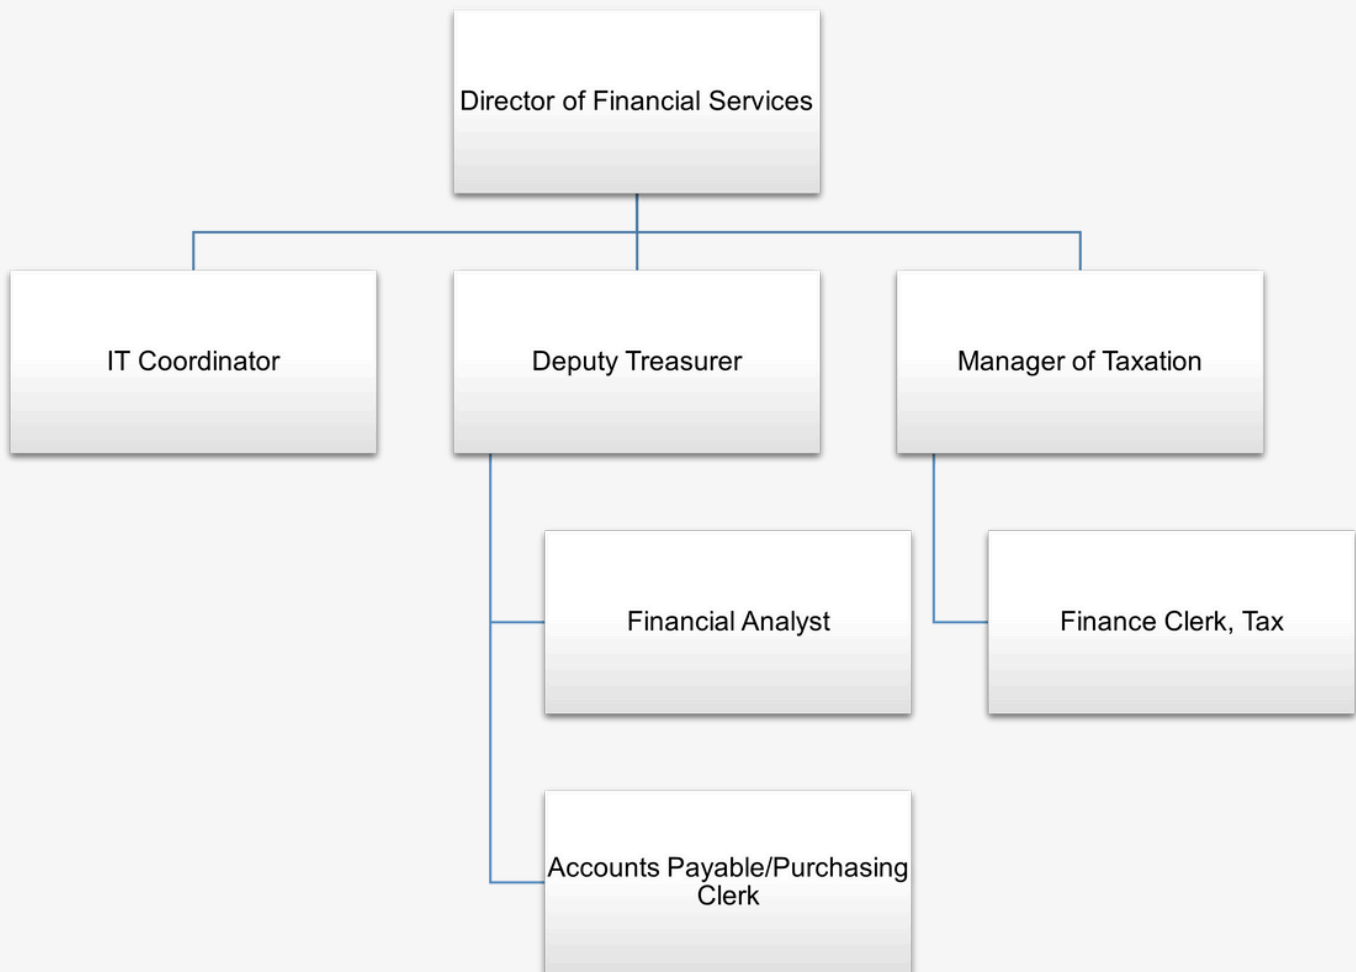 Director of Financial Services
IT Coordinator
Deputy Treasurer
Manager of Taxation
Financial Analyst
Finance Clerk, Tax
Accounts Payable/Purchasing
Clerk